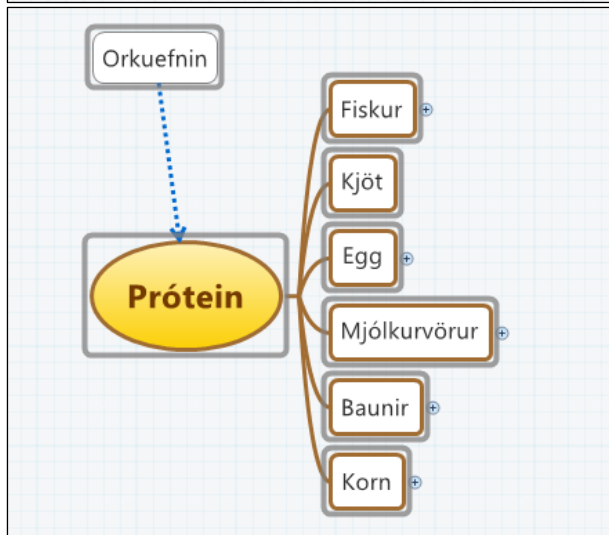 Orkuefnin
Prótein
Fiskur
Kjöt
Egg
Mjólkurvörur
Baunir
Korn